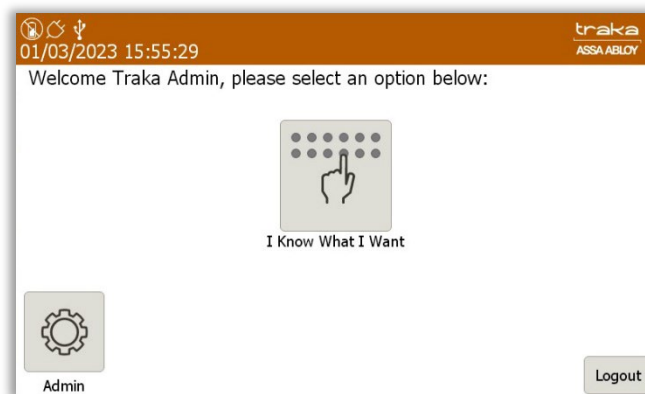 traka
01/03/2023 15:55:29
ASSA ABLOY
Welcome Traka Admin, please select an option below:
I Know What I Want
Admin
Logout